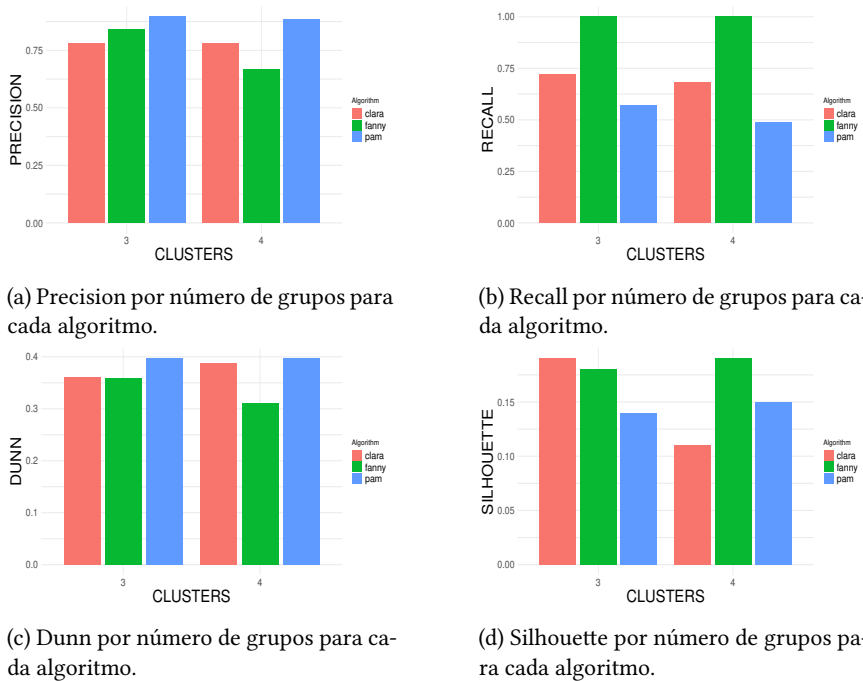 0.75
0.50
0.25
0.00
PRECISION
3
4
CLUSTERS
Algorithm
clara
fanny
pam
(a) Precision por número de grupos para
cada algoritmo.
1.00
0.75
0.50
0.25
0.00
RECALL
3
4
CLUSTERS
Algorithm
clara
fanny
pam
(b) Recall por número de grupos para ca-
da algoritmo.
0.4
0.3
0.2
0.1
0.0
DUNN
3
4
CLUSTERS
Algorithm
clara
fanny
pam
(c) Dunn por número de grupos para ca-
da algoritmo.
0.15
0.10
0.05
0.00
SILHOUETTE
3
4
CLUSTERS
Algorithm
clara
fanny
pam
(d) Silhouette por número de grupos pa-
ra cada algoritmo.